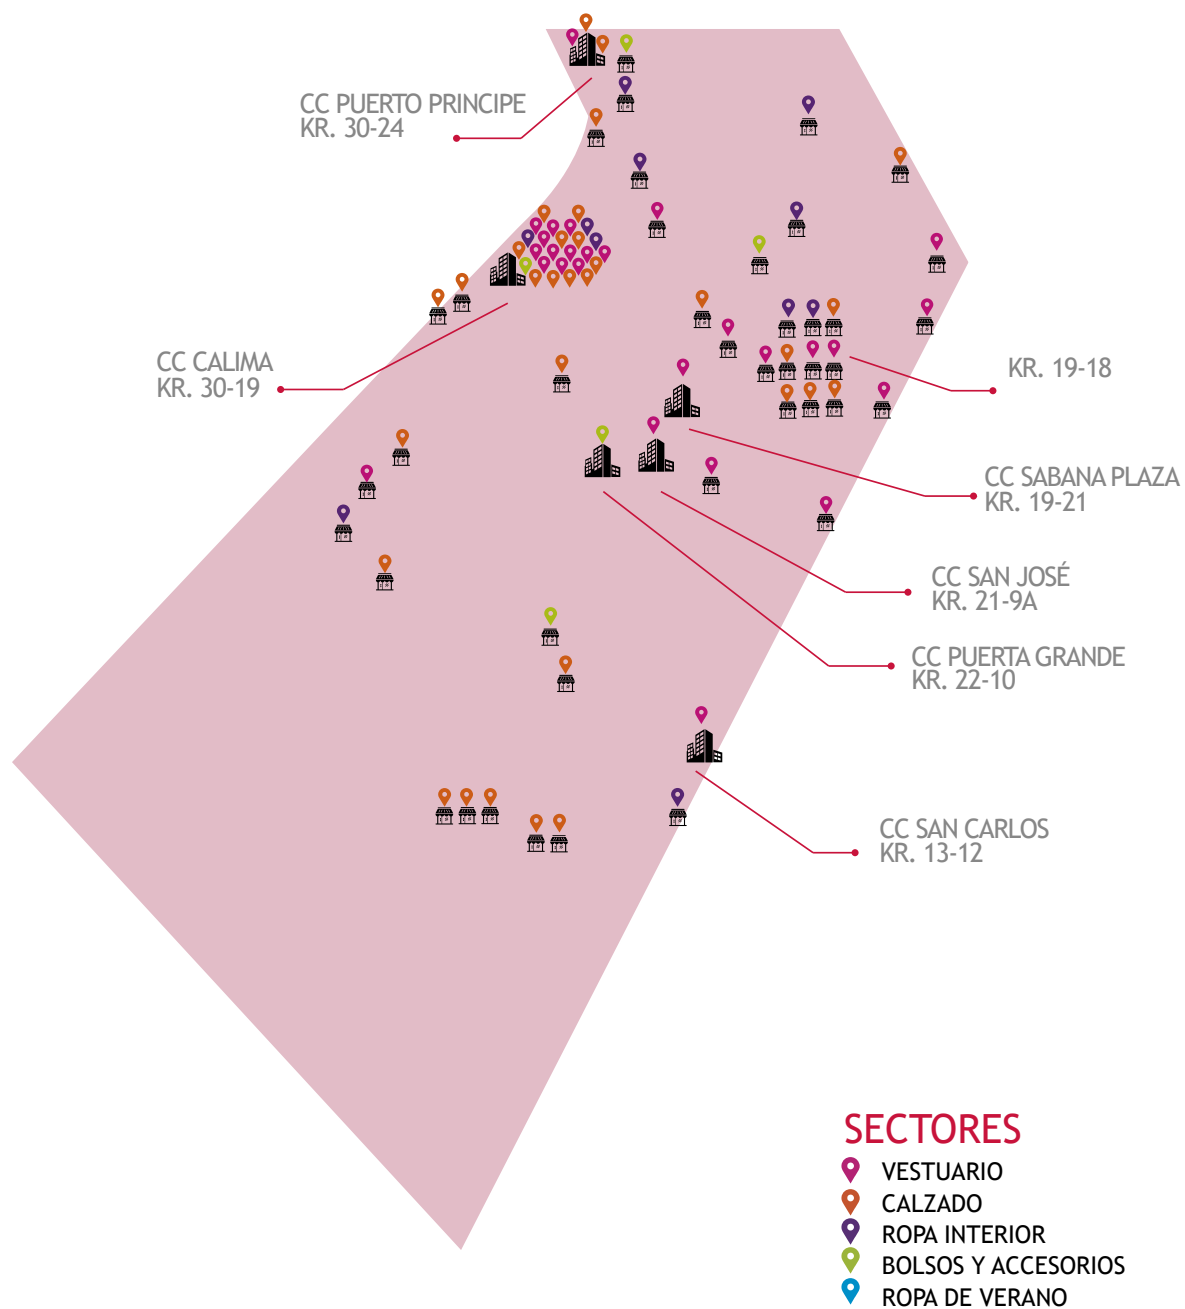 CC PUERTO PRINCIPE
KR. 30-24
CC CALIMA
KR. 30-19
KR. 19-18
CC SABANA PLAZA
KR. 19-21
CC SAN JOSÉ
KR. 21-9A
CC PUERTA GRANDE
KR. 22-10
CC SAN CARLOS
KR. 13-12
SECTORES
VESTUARIO
CALZADO
ROPA INTERIOR
BOLSOS Y ACCESORIOS
ROPA DE VERANO